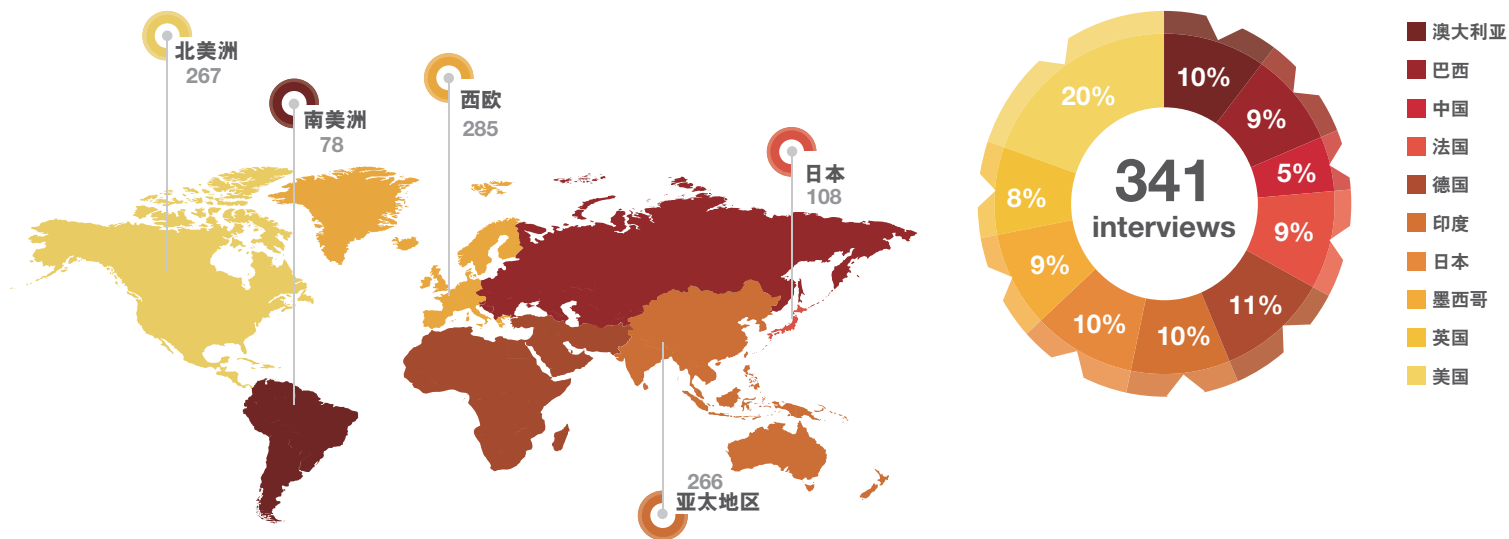 北美洲
267
南美洲
78
西欧
285
日本
108
266
亚太地区
10%
9%
5%
9%
11%
10%
10%
9%
8%
20%
341
interviews
澳大利亚
巴西
中国
法国
德国
印度
日本
墨西哥
英国
美国